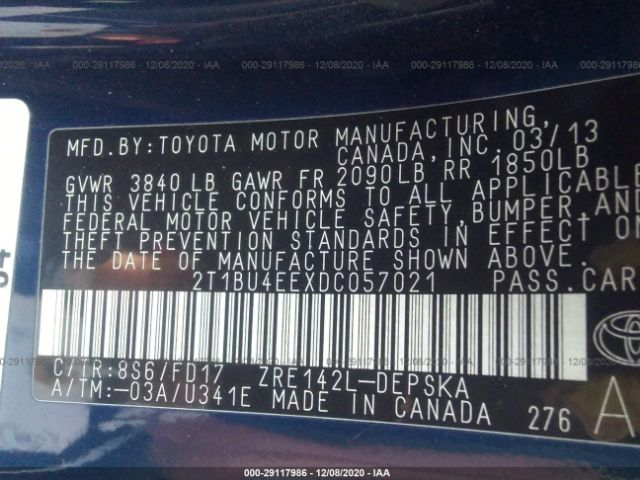 000-29117986 • 12/08/2020 • IAA
MFD.BY:TOYOTA MOTOR MANUFACTURING,
CANADA,INC. 03/13
GVWR 3840 LB GAWR FR 2090LB RR 1850LB
THIS VEHICLE CONFORMS TO ALL APPLICABLE
FEDERAL MOTOR VEHICLE SAFETY,BUMPER,AND
THEFT PREVENTION STANDARDS IN EFFECT ON
THE DATE OF MANUFACTURE SHOWN ABOVE.
2T1BU4EEXDC057021 PASS.CAR
C/TR:8S6/FD17 ZRE142L-DEPSKA
A/TM:-03A/U341E MADE IN CANADA 276 A
000-29117986 • 12/08/2020 • IAA